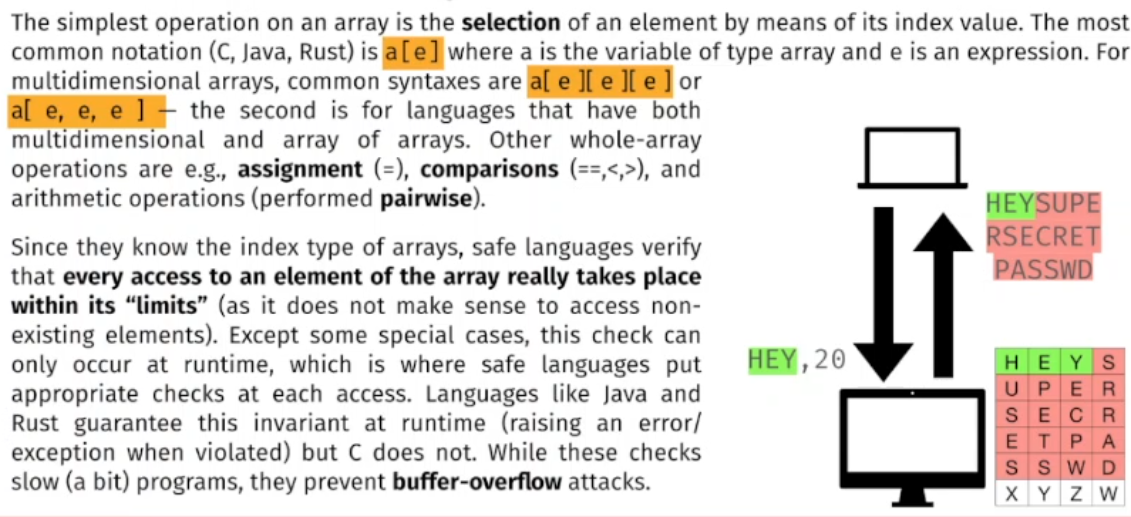 The simplest operation on an array is the selection of an element by means of its index value. The most
common notation (C, Java, Rust) is a[e] where a is the variable of type array and e is an expression. For
multidimensional arrays, common syntaxes are a[ e ][ e ][ e ] or
a[ e, e, e ] — the second is for languages that have both
multidimensional and array of arrays. Other whole-array
operations are e.g., assignment (=), comparisons (==,<,>), and
arithmetic operations (performed pairwise).
Since they know the index type of arrays, safe languages verify
that every access to an element of the array really takes place
within its “limits” (as it does not make sense to access non-
existing elements). Except some special cases, this check can
only occur at runtime, which is where safe languages put
appropriate checks at each access. Languages like Java and
Rust guarantee this invariant at runtime (raising an error/
exception when violated) but C does not. While these checks
slow (a bit) programs, they prevent buffer-overflow attacks.
HEYSUPE
RSECRET
PASSWD
HEY,20
H E Y S
U P E R
S E C R
E T P A
S S W D
X Y Z W